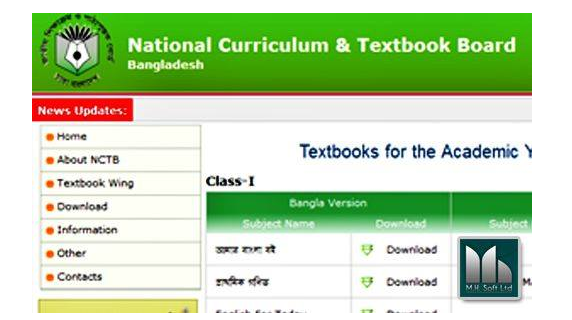 National Curriculum & Textbook Board
Bangladesh
News Updates:
Home
About NCTB
Textbook Wing
Download
Information
Other
Contacts
Textbooks for the Academic Y
Class-I
Bangla Version
Subject Name Download Subject
আমার বাংলা বই Download
প্রাথমিক গণিত Download
English For Today Download
M.H. Soft Ltd